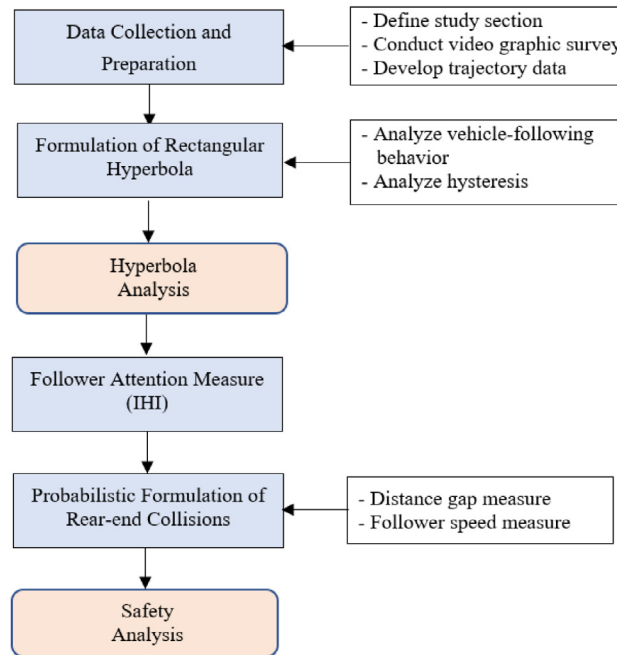 Data Collection and
Preparation
- Define study section
- Conduct video graphic survey
- Develop trajectory data
Formulation of Rectangular
Hyperbola
- Analyze vehicle-following
behavior
- Analyze hysteresis
Hyperbola
Analysis
Follower Attention Measure
(IHI)
Probabilistic Formulation of
Rear-end Collisions
- Distance gap measure
- Follower speed measure
Safety
Analysis